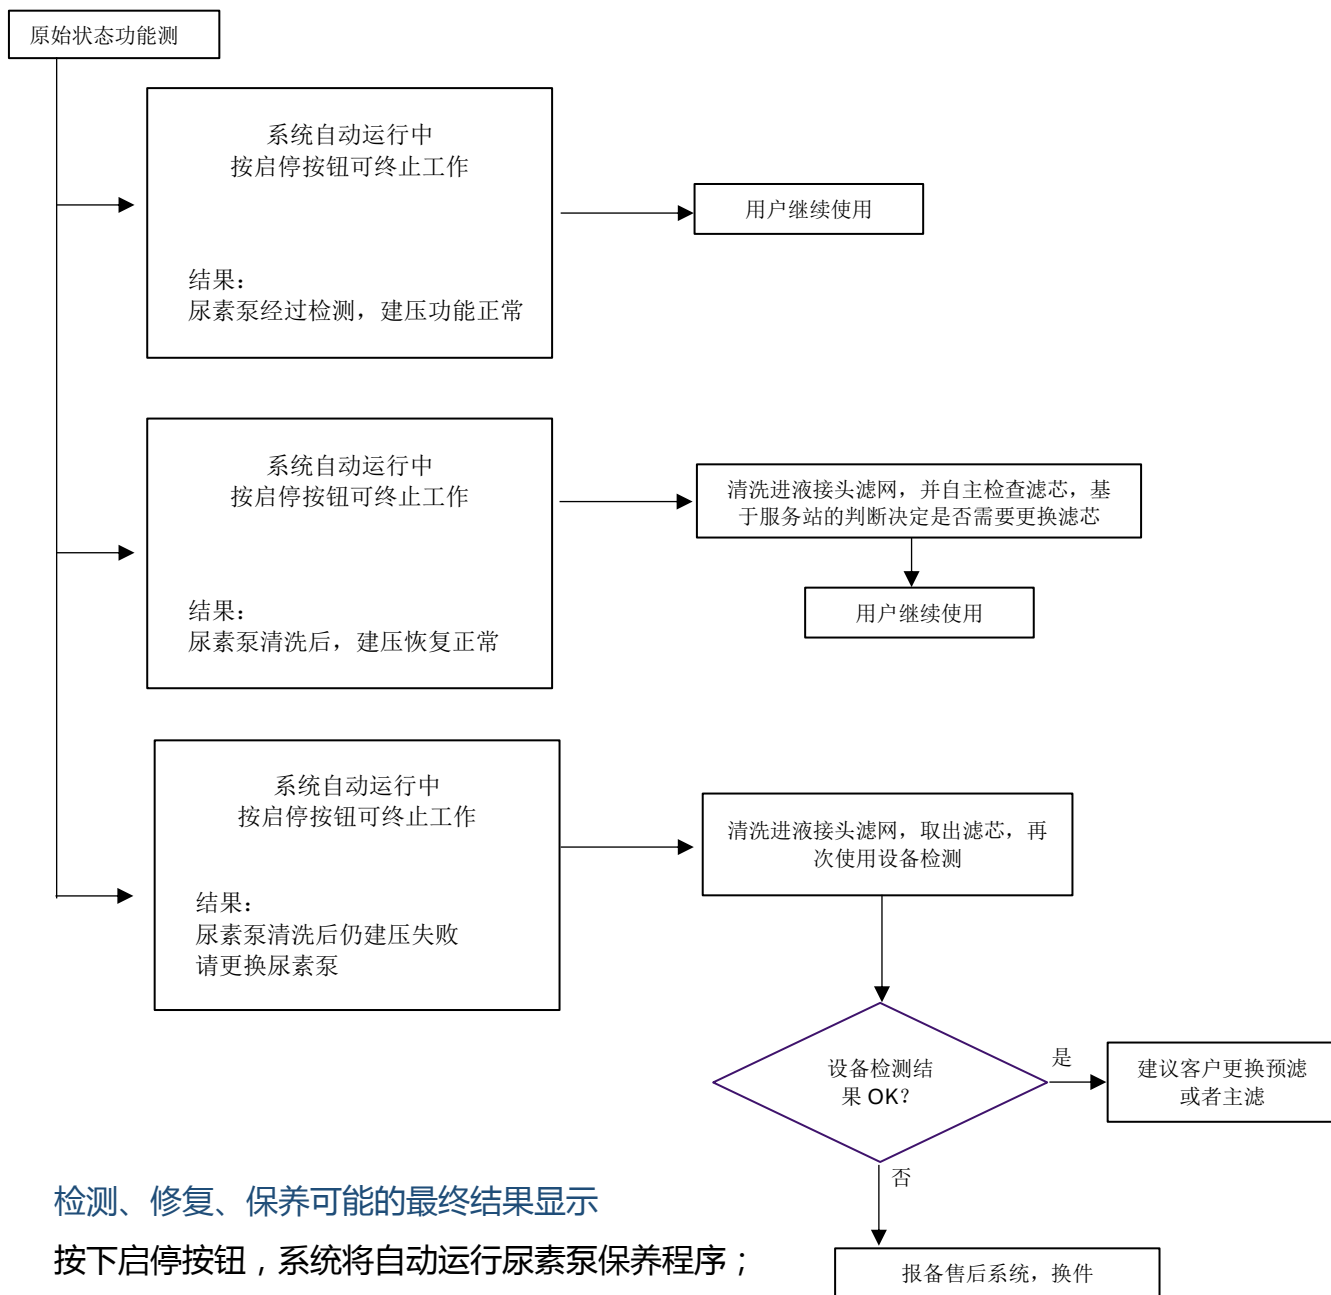 原始状态功能测
系统自动运行中
按启停按钮可终止工作
结果：
尿素泵经过检测，建压功能正常
用户继续使用
系统自动运行中
按启停按钮可终止工作
结果：
尿素泵清洗后，建压恢复正常
清洗进液接头滤网，并自主检查滤芯，基
于服务站的判断决定是否需要更换滤芯
用户继续使用
系统自动运行中
按启停按钮可终止工作
结果：
尿素泵清洗后仍建压失败
请更换尿素泵
清洗进液接头滤网，取出滤芯，再
次使用设备检测
设备检测结
果 OK？
是
建议客户更换预滤
或者主滤
否
报备售后系统，换件
检测、修复、保养可能的最终结果显示
按下启停按钮，系统将自动运行尿素泵保养程序；